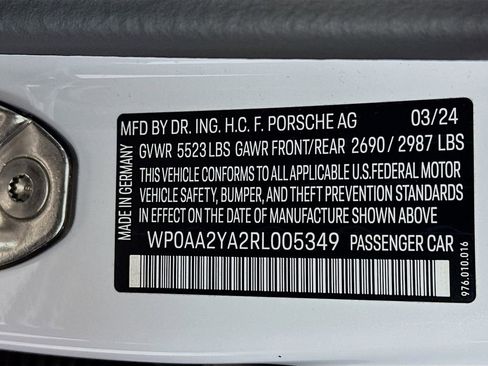 MFD BY DR. ING. H.C. F. PORSCHE AG 03/24
GVWR 5523 LBS GAWR FRONT/REAR 2690 / 2987 LBS
THIS VEHICLE CONFORMS TO ALL APPLICABLE U.S.FEDERAL MOTOR
VEHICLE SAFETY, BUMPER, AND THEFT PREVENTION STANDARDS
IN EFFECT ON THE DATE OF MANUFACTURE SHOWN ABOVE
WP0AA2YA2RL005349 PASSENGER CAR
MADE IN GERMANY
976.010.016